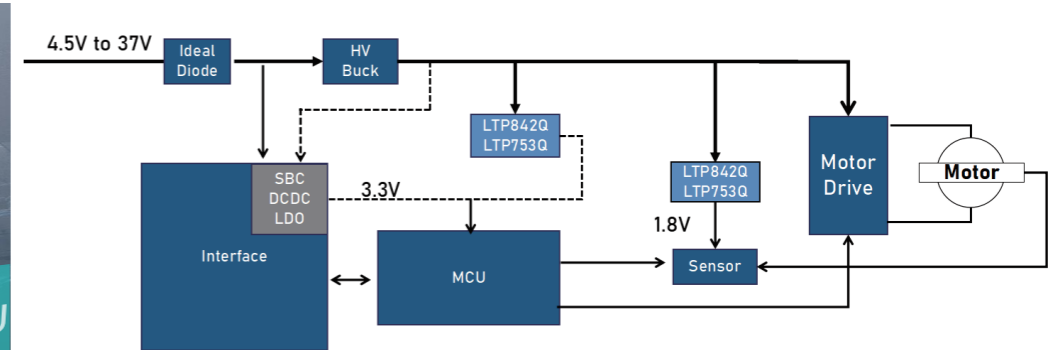 4.5V to 37V
Ideal
Diode
HV
Buck
LTP842Q
LTP753Q
LTP842Q
LTP753Q
Motor
Drive
Motor
SBC
DCDC
LDO
3.3V
1.8V
Interface
MCU
Sensor